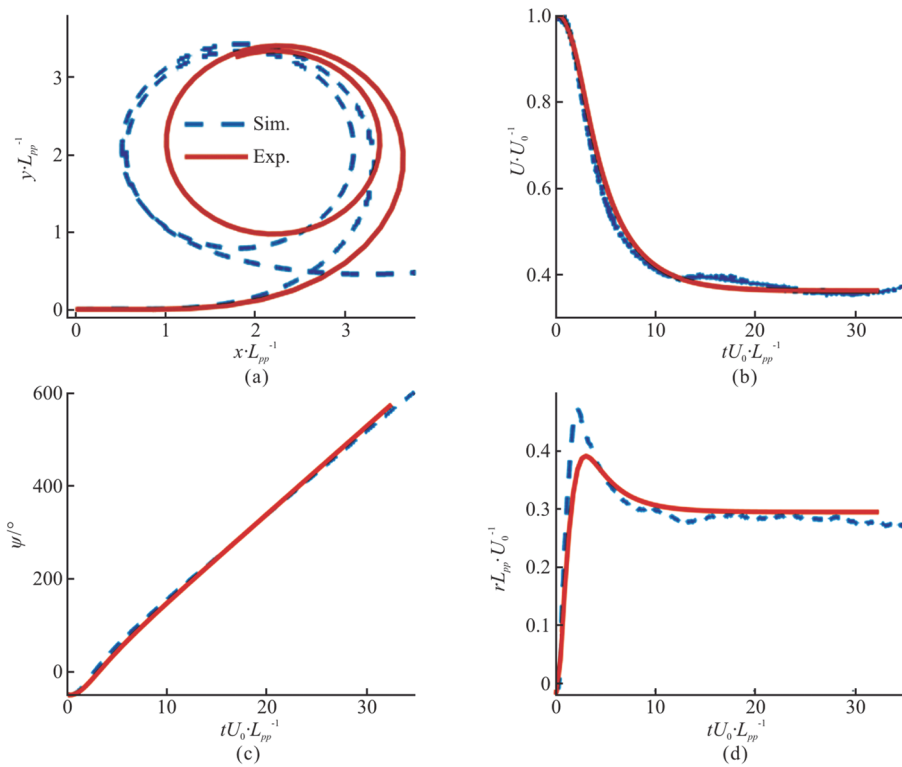 3
2
1
0
y·L_pp^-1
Sim.
Exp.
0 1 2 3
x·L_pp^-1
(a)
1.0
0.8
0.6
0.4
U·U_0^-1
0 10 20 30
tU_0·L_pp^-1
(b)
600
400
200
0
ψ/°
0 10 20 30
tU_0·L_pp^-1
(c)
0.4
0.3
0.2
0.1
0
rL_pp·U_0^-1
0 10 20 30
tU_0·L_pp^-1
(d)